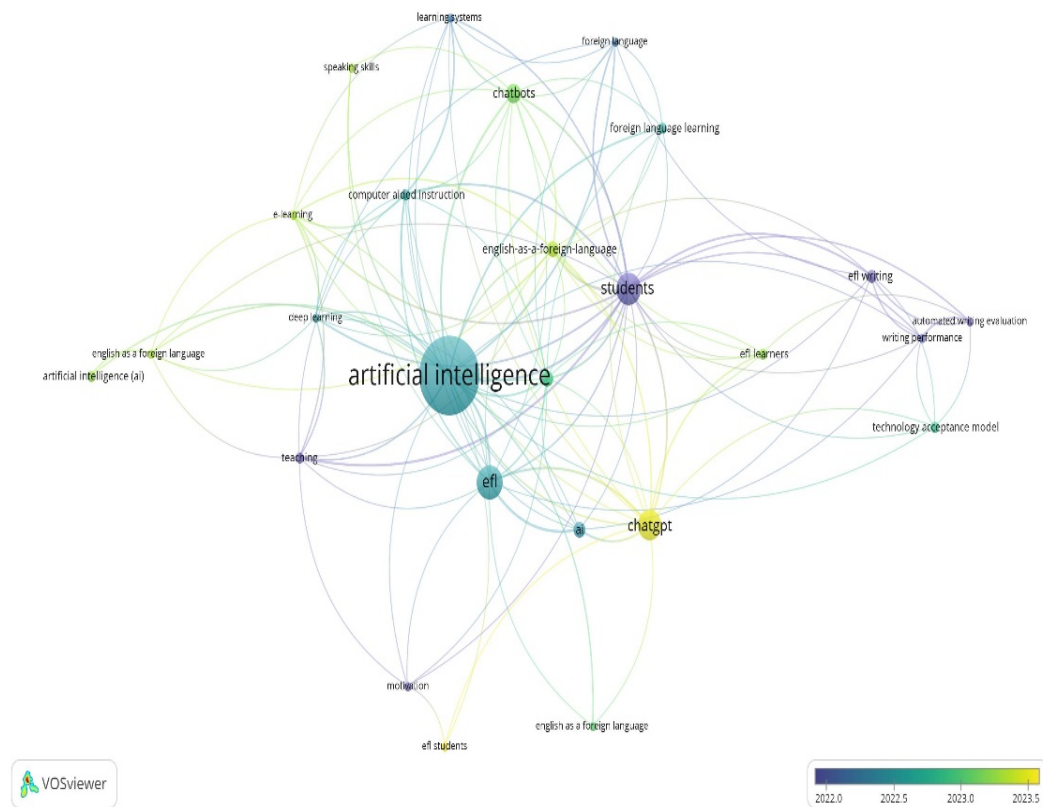 learning systems
foreign language
speaking skills
chatbots
foreign language learning
computer aided instruction
e-learning
english-as-a-foreign-language
efl writing
students
deep learning
automated writing evaluation
writing performance
english as a foreign language
efl learners
artificial intelligence (ai)
artificial intelligence
technology acceptance model
teaching
efl
chatgpt
ai
motivation
english as a foreign language
efl students
VOSviewer
2022.0 2022.5 2023.0 2023.5